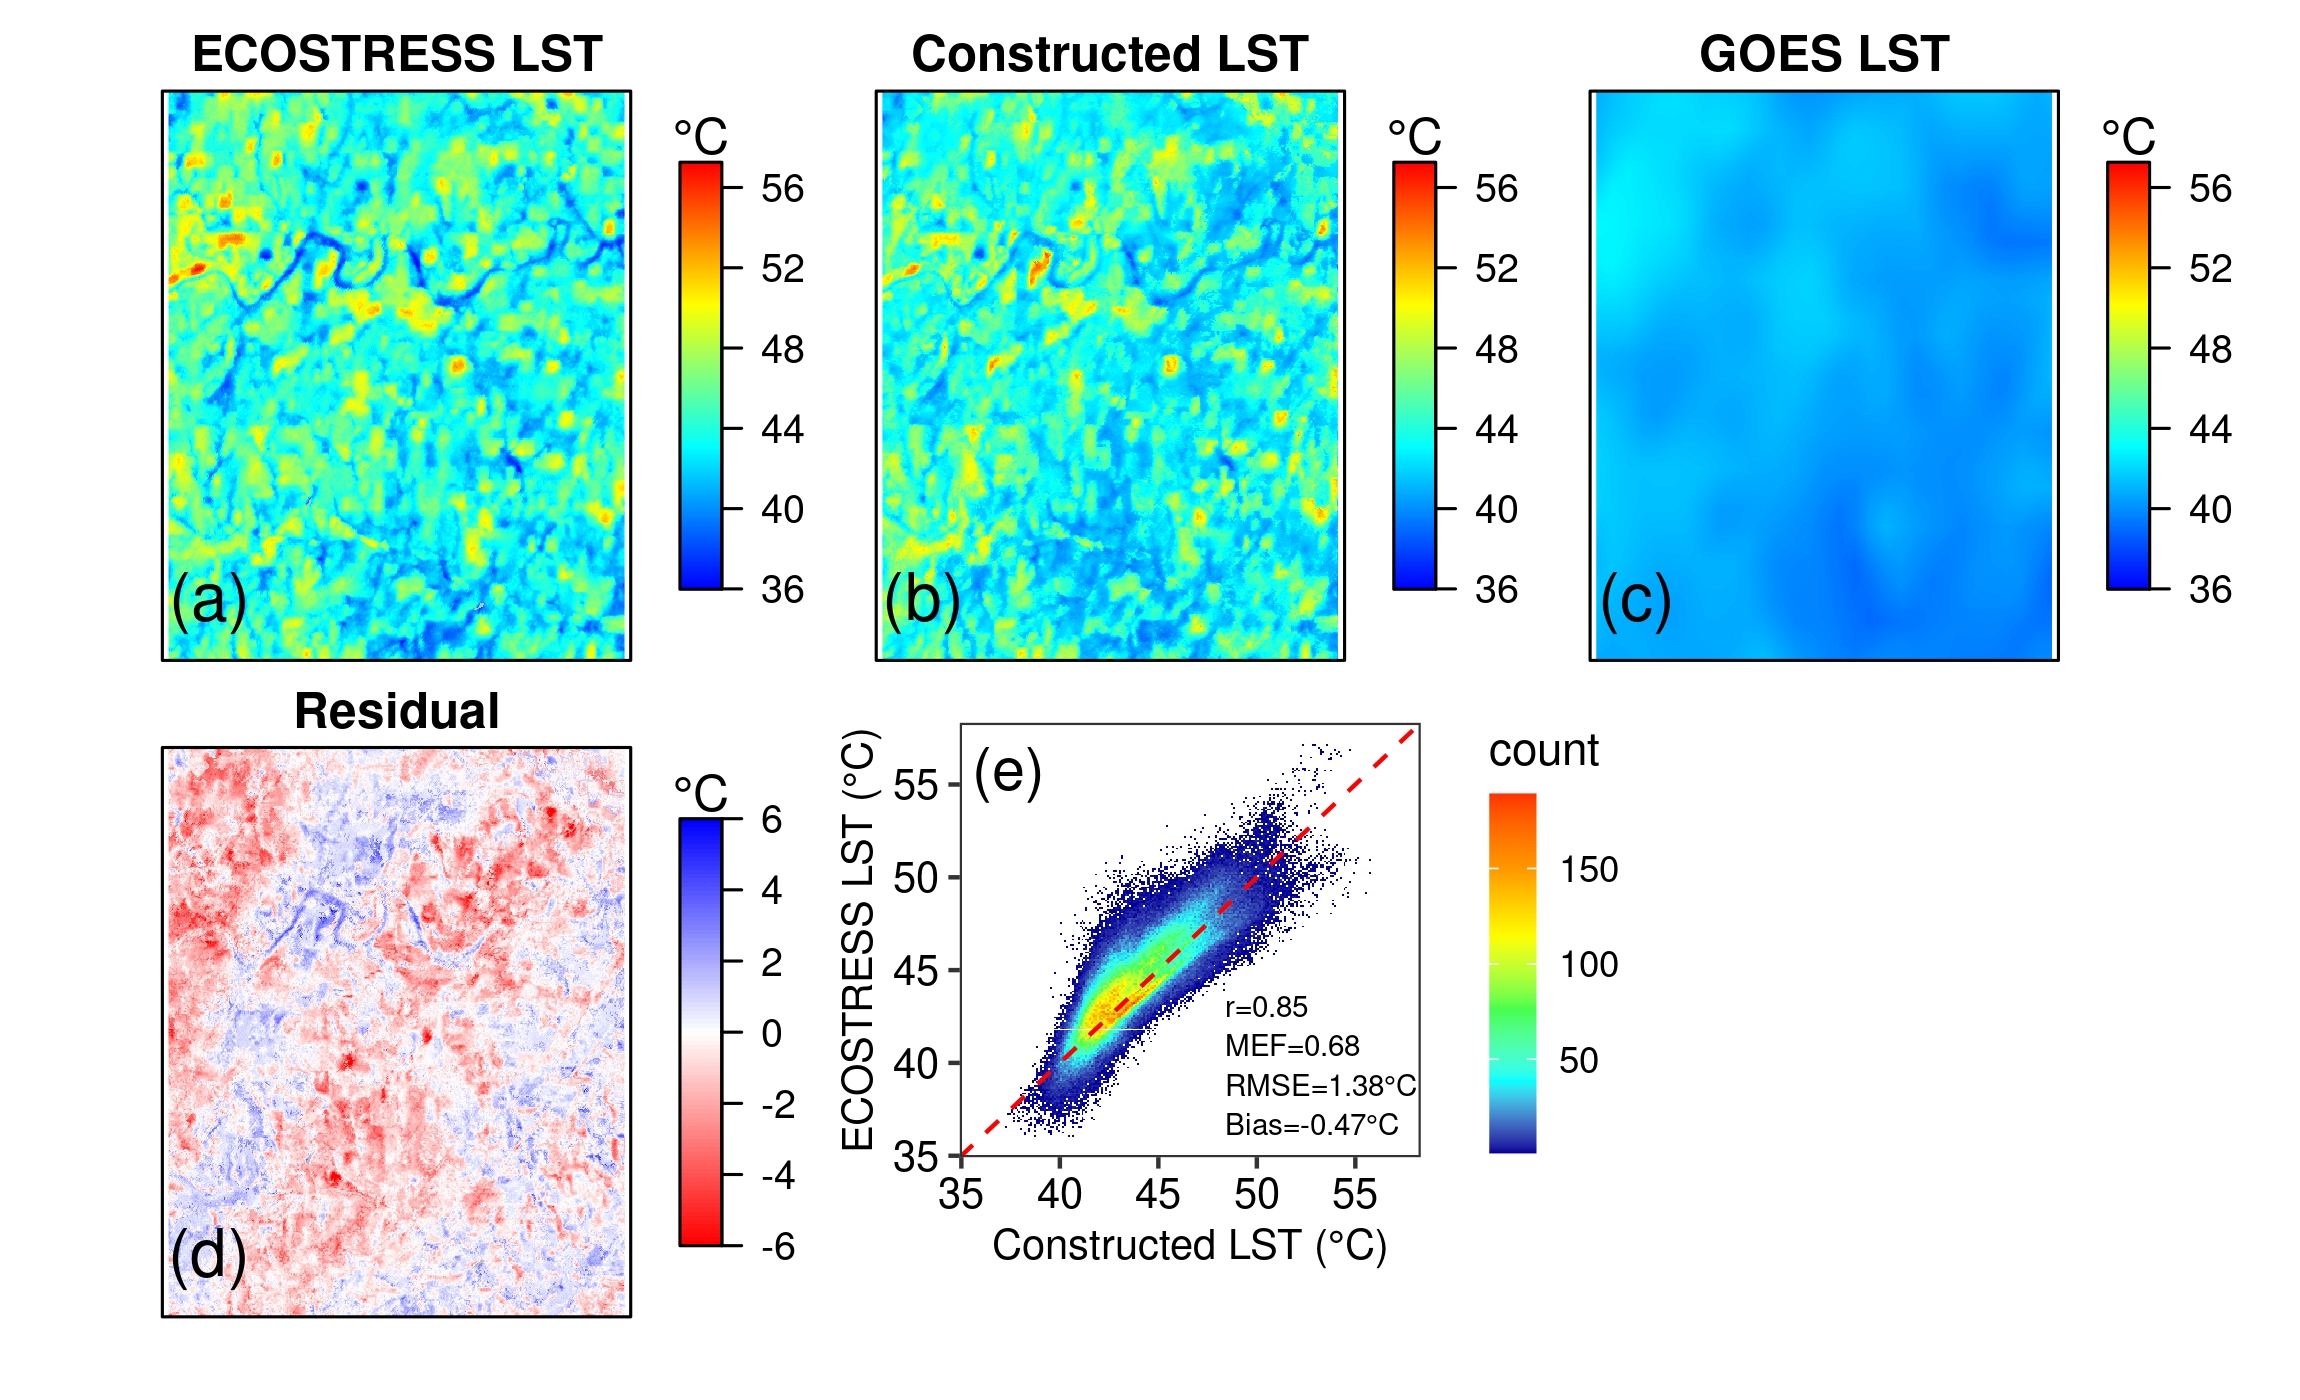 ECOSTRESS LST
Constructed LST
GOES LST
°C
56
52
48
44
40
36
(a)
°C
56
52
48
44
40
36
(b)
°C
56
52
48
44
40
36
(c)
Residual
°C
6
4
2
0
-2
-4
-6
(d)
ECOSTRESS LST (°C)
55
50
45
40
35
(e)
r=0.85
MEF=0.68
RMSE=1.38°C
Bias=-0.47°C
35 40 45 50 55
Constructed LST (°C)
count
150
100
50